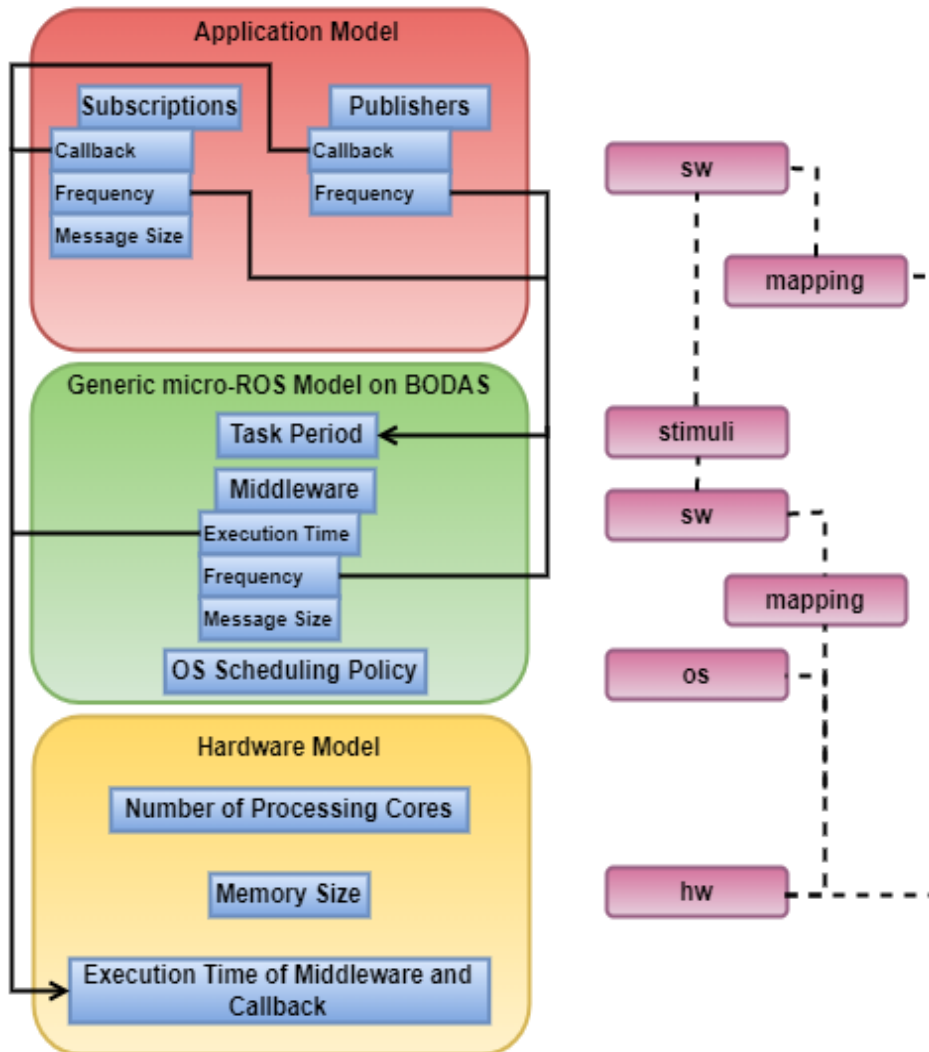 Application Model
Subscriptions
Callback
Frequency
Message Size
Publishers
Callback
Frequency
Generic micro-ROS Model on BODAS
Task Period
Middleware
Execution Time
Frequency
Message Size
OS Scheduling Policy
Hardware Model
Number of Processing Cores
Memory Size
Execution Time of Middleware and
Callback
sw
mapping
stimuli
sw
mapping
os
hw